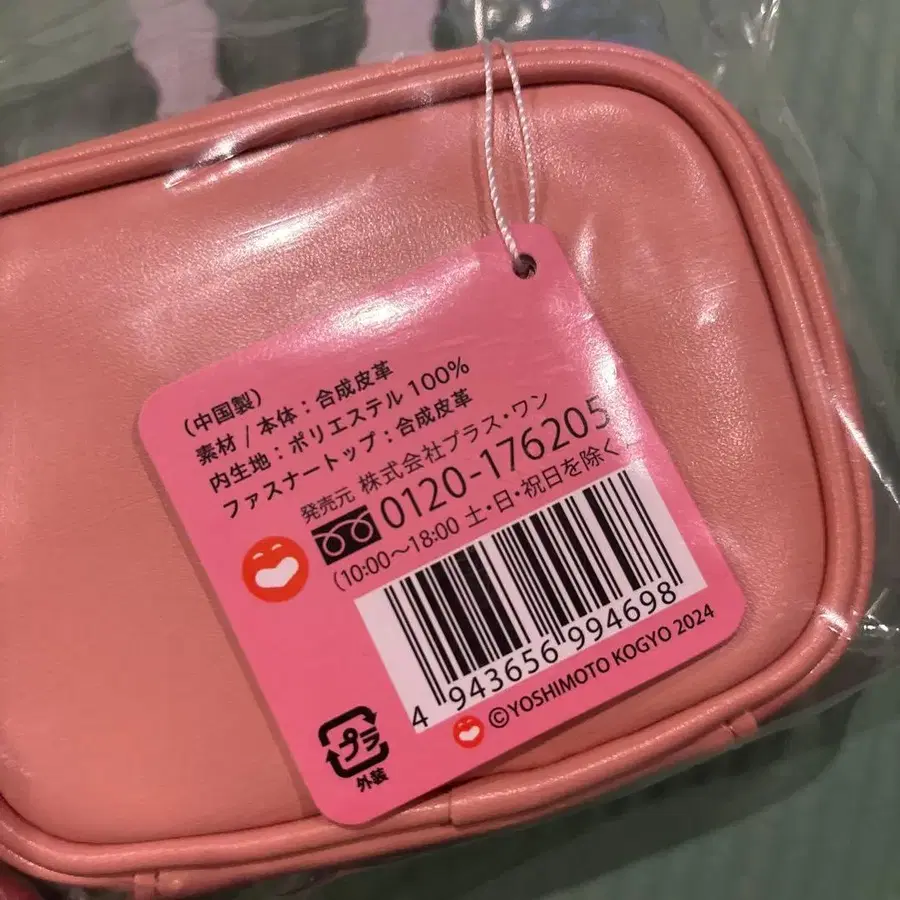 (中国製)
素材/本体:合成皮革
内生地:ポリエステル 100%
ファスナートップ:合成皮革
発売元 株式会社プラス・ワン
0120-176205
(10:00～18:00 土・日・祝日を除く
4 943656 994698
©YOSHIMOTO KOGYO 2024
プラ
外装